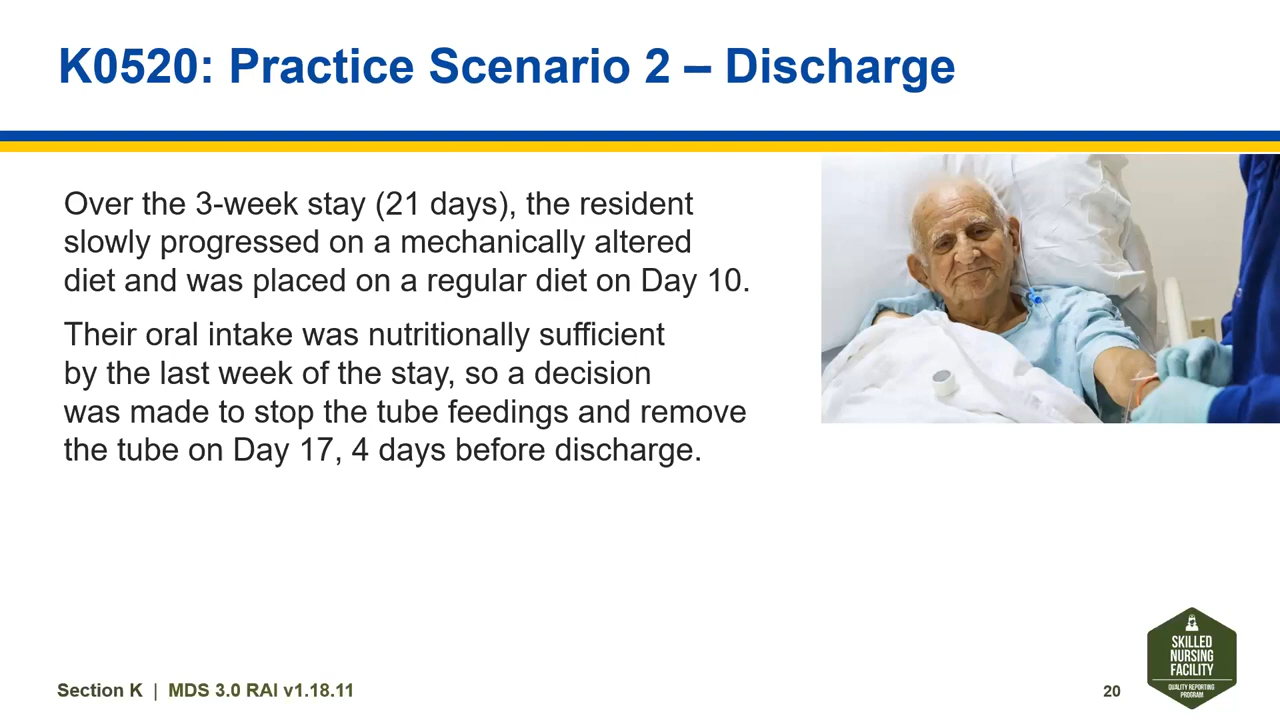 K0520: Practice Scenario 2 – Discharge
Over the 3-week stay (21 days), the resident
slowly progressed on a mechanically altered
diet and was placed on a regular diet on Day 10.
Their oral intake was nutritionally sufficient
by the last week of the stay, so a decision
was made to stop the tube feedings and remove
the tube on Day 17, 4 days before discharge.
Section K | MDS 3.0 RAI v1.18.11
20
SKILLED
NURSING
FACILITY
QUALITY REPORTING
PROGRAM